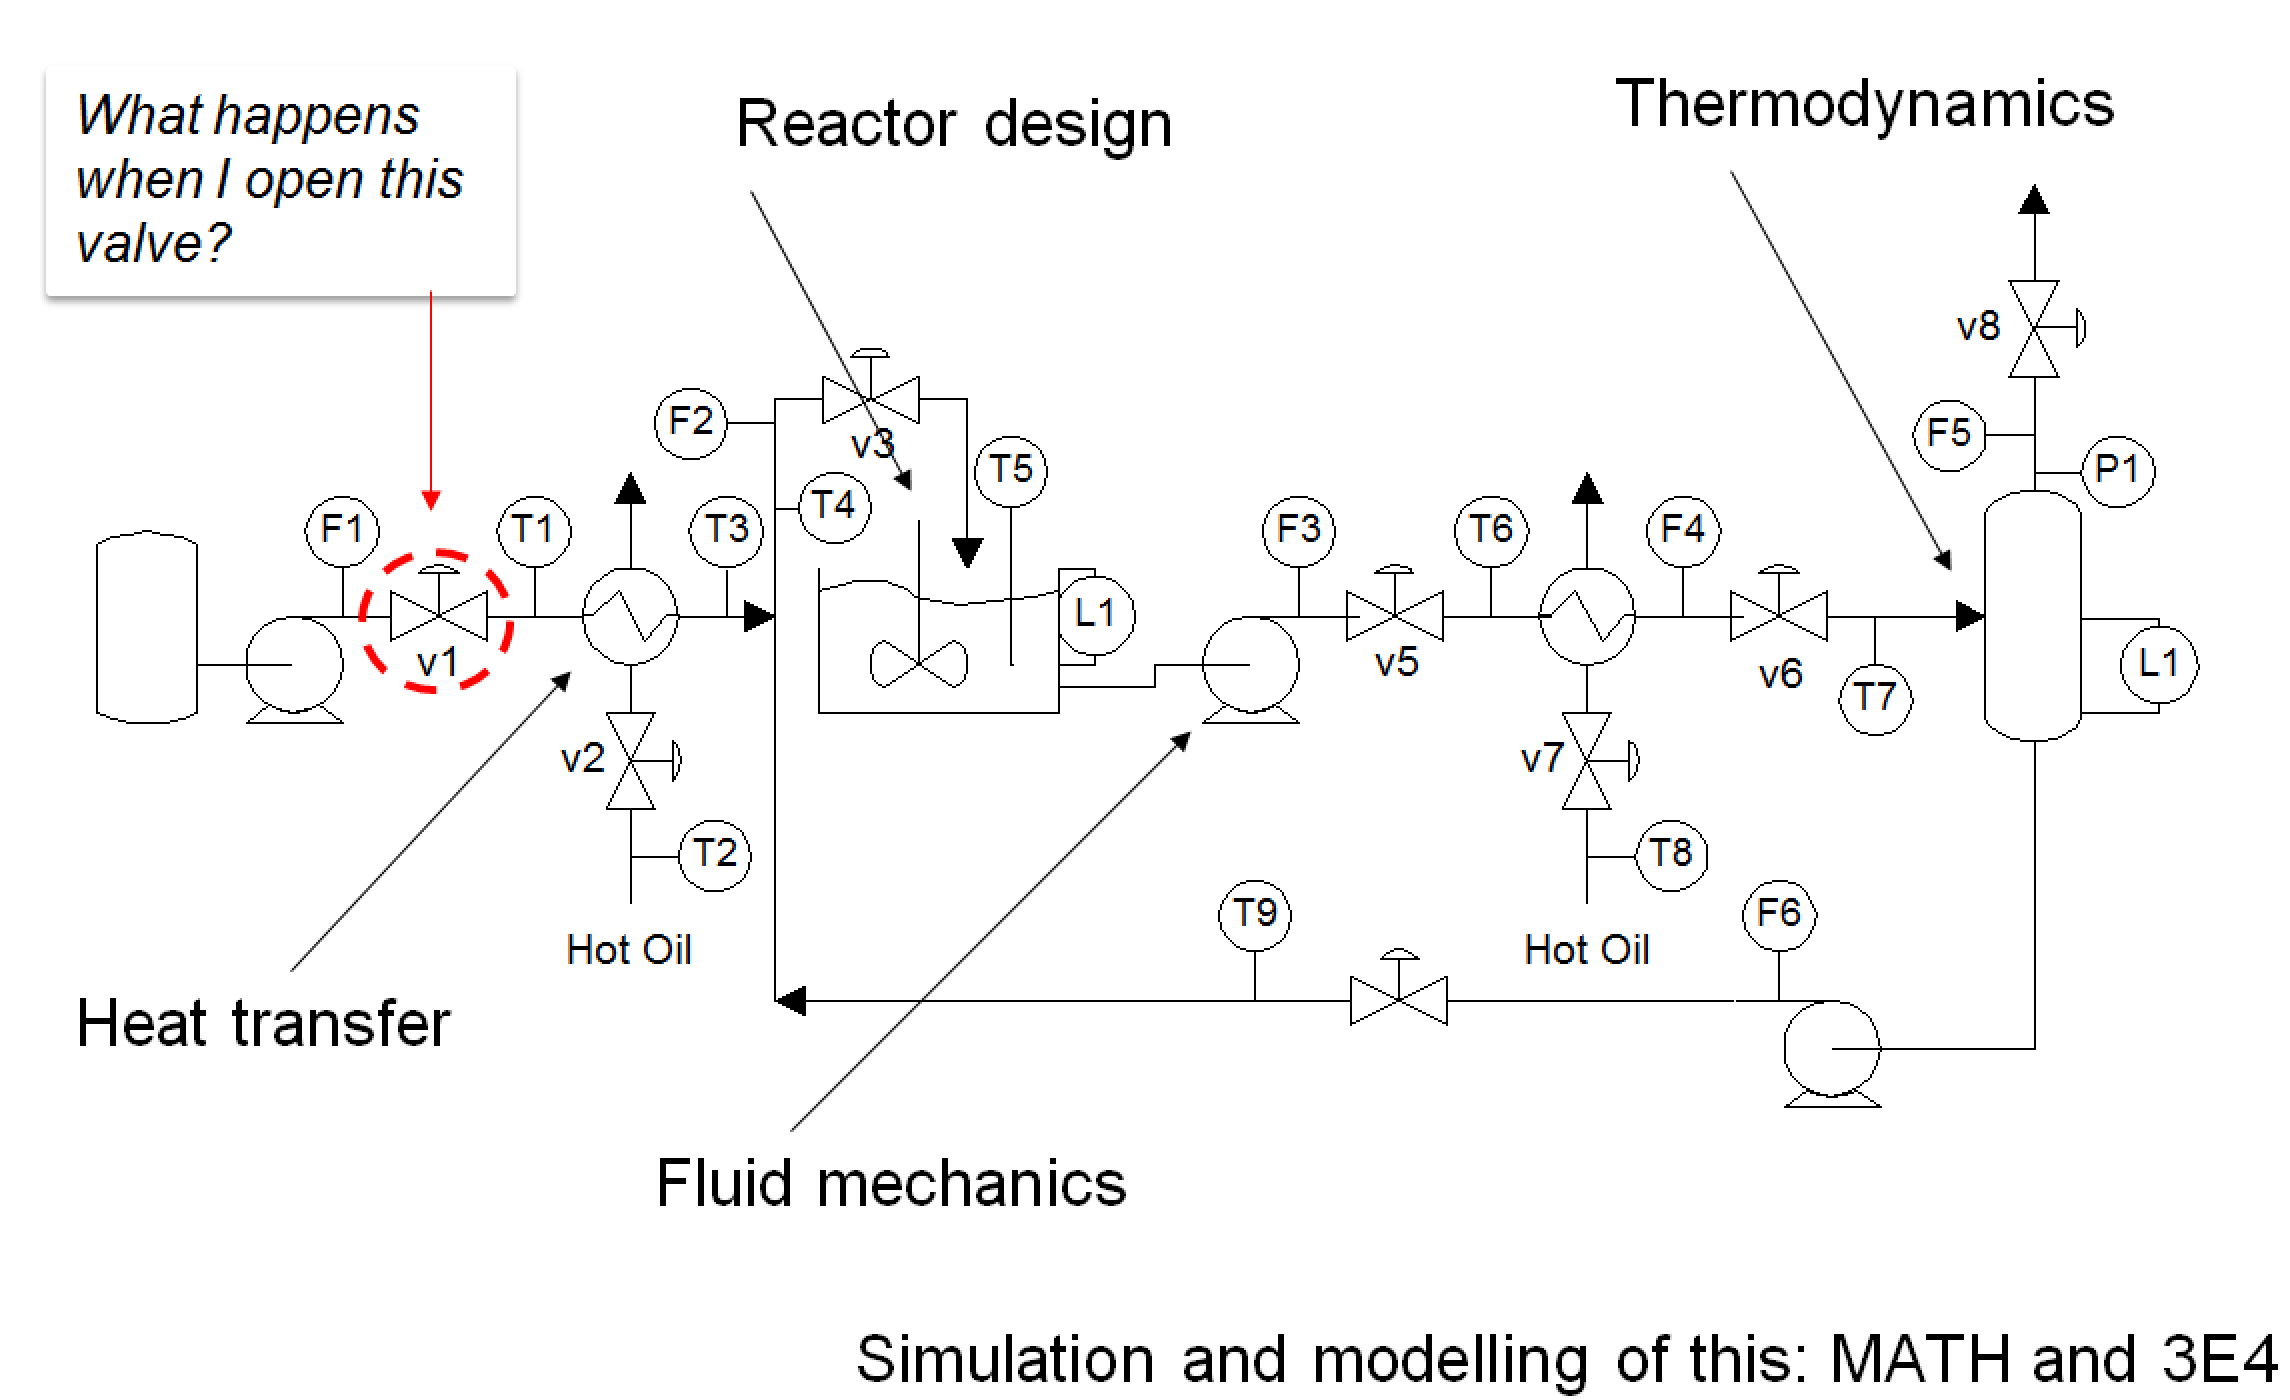 What happens
when I open this
valve?
Reactor design
Thermodynamics
v8
F2
v3
F5
T5
P1
T4
F1
T1
T3
F3
T6
F4
L1
v1
v5
v6
L1
T7
v2
v7
T2
T8
T9
F6
Hot Oil
Hot Oil
Heat transfer
Fluid mechanics
Simulation and modelling of this: MATH and 3E4